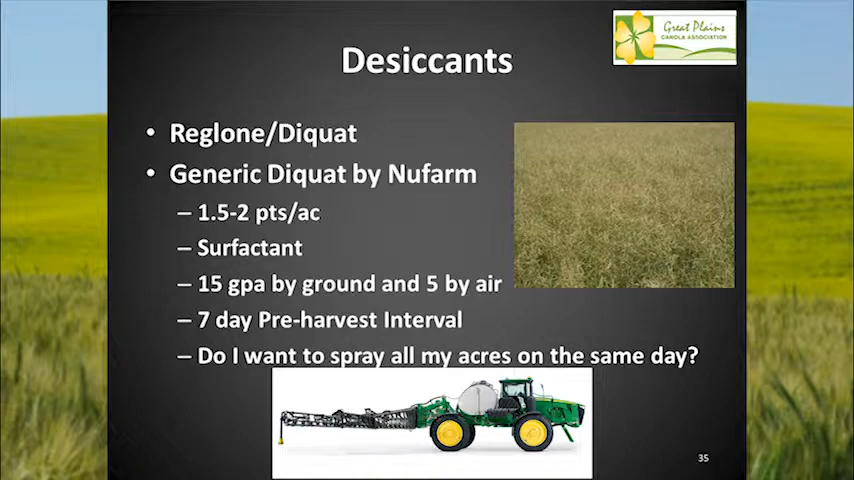 Great Plains
CANOLA ASSOCIATION
Desiccants
• Reglone/Diquat
• Generic Diquat by Nufarm
– 1.5-2 pts/ac
– Surfactant
– 15 gpa by ground and 5 by air
– 7 day Pre-harvest Interval
– Do I want to spray all my acres on the same day?
35